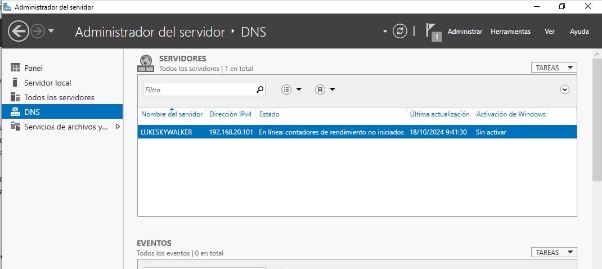 Administrador del servidor
Administrador del servidor • DNS
1
Administrar Herramientas Ver Ayuda
Panel
Servidor local
Todos los servidores
DNS
Servicios de archivos y...
SERVIDORES
Todos los servidores | 1 en total
TAREAS
Filtro
Nombre del servidor Dirección IPv4 Estado Última actualización Activación de Windows
LUKESKYWALKER 192.168.20.101 En línea: contadores de rendimiento no iniciados 18/10/2024 9:41:30 Sin activar
EVENTOS
Todos los eventos | 0 en total
TAREAS